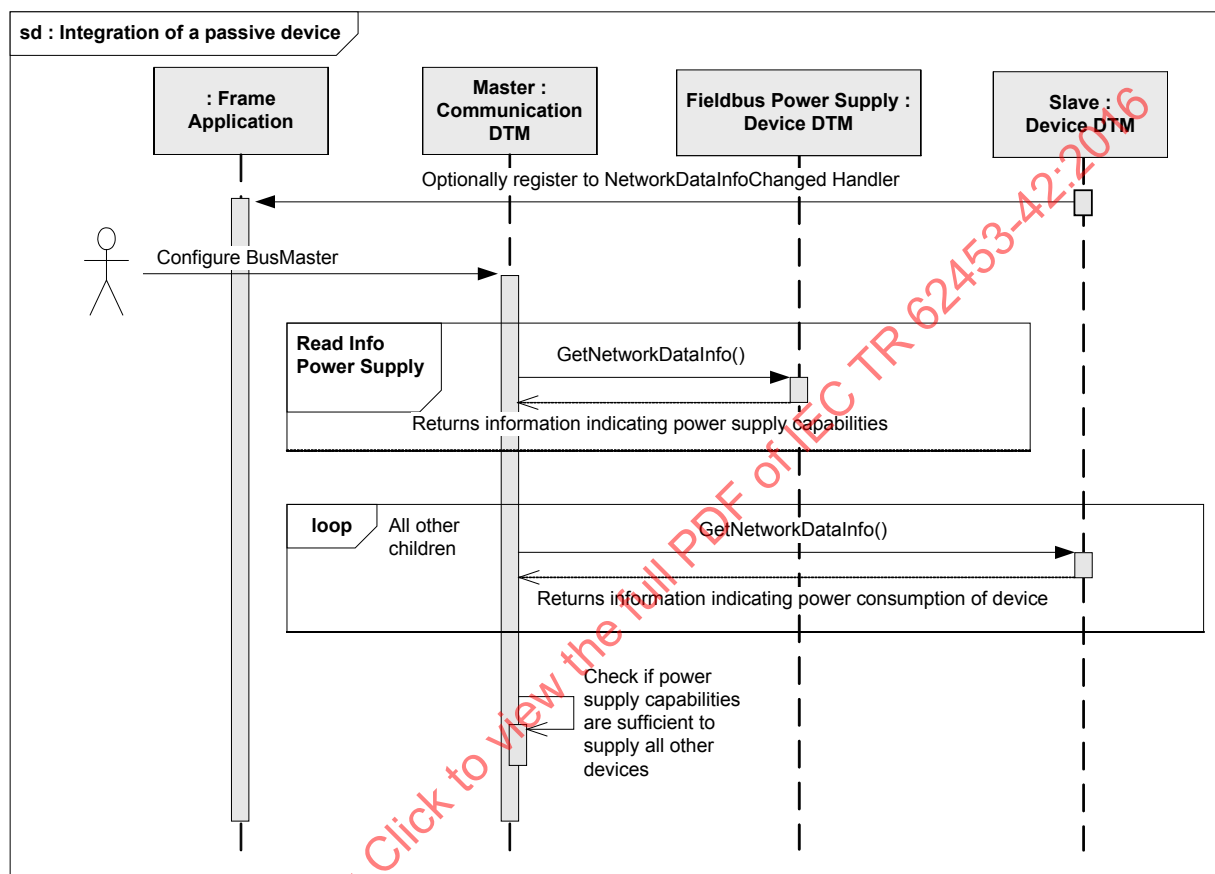 sd : Integration of a passive device
: Frame
Application
Master :
Communication
DTM
Fieldbus Power Supply :
Device DTM
Slave :
Device DTM
Optionally register to NetworkDataInfoChanged Handler
Configure BusMaster
Read Info
Power Supply
GetNetworkDataInfo()
Returns information indicating power supply capabilities
loop
All other
children
GetNetworkDataInfo()
Returns information indicating power consumption of device
Check if power
supply capabilities
are sufficient to
supply all other
devices
Click to view the full PDF of IEC TR 62453-42:2016